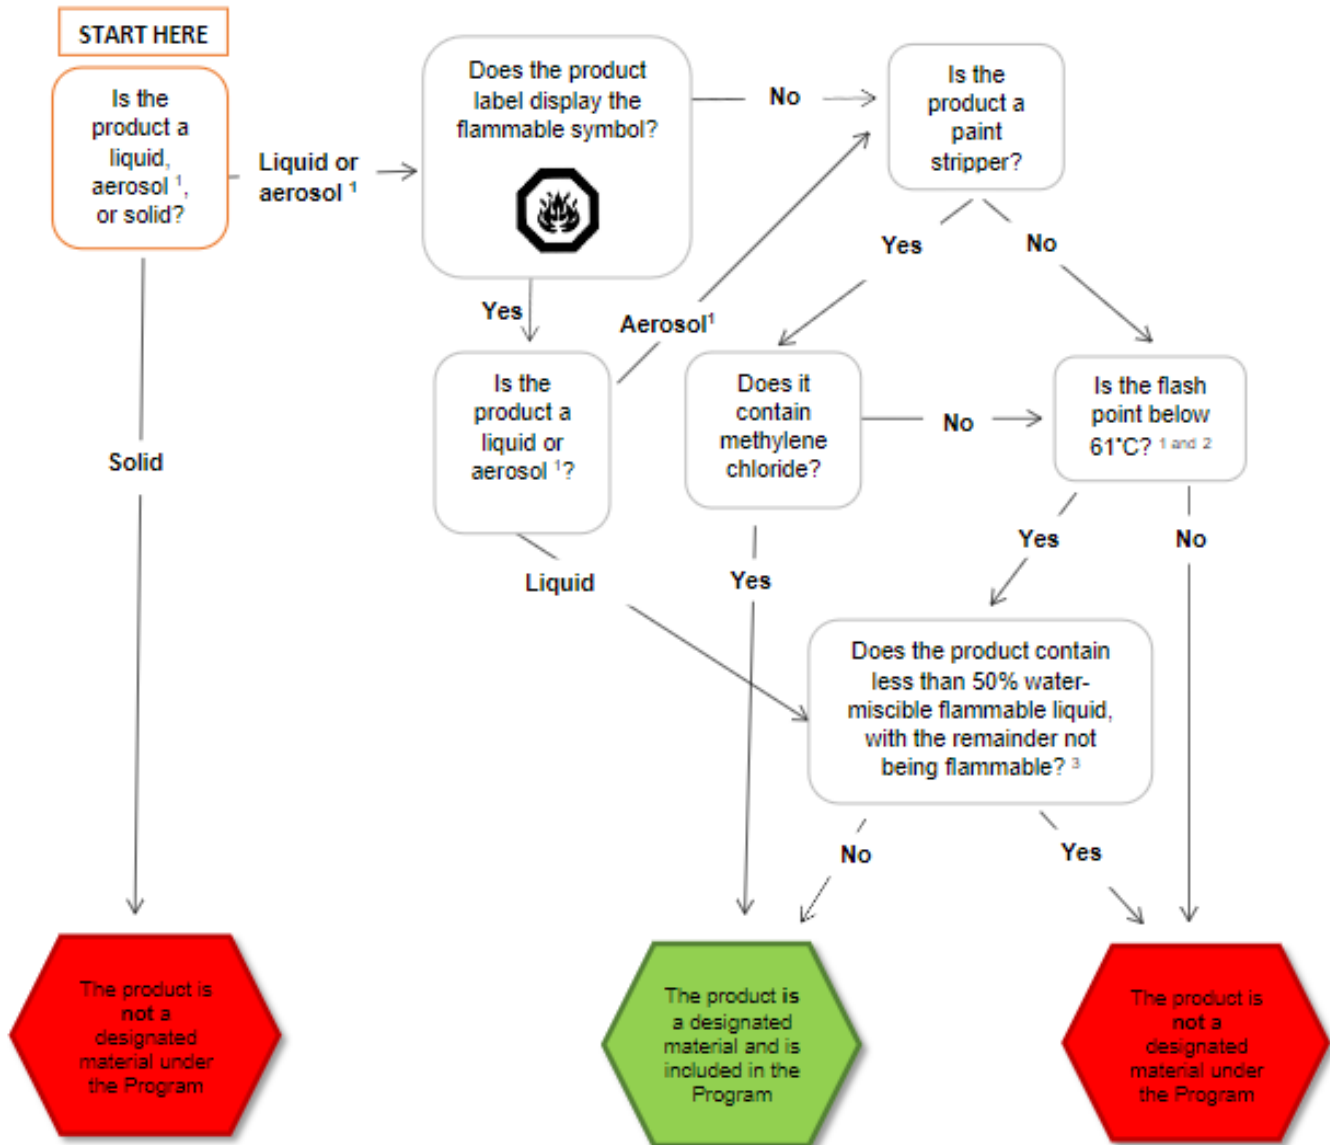 START HERE
Is the
product a
liquid,
aerosol ¹,
or solid?
Liquid or
aerosol ¹
Does the product
label display the
flammable symbol?
No
Is the
product a
paint
stripper?
Yes
No
Yes
Aerosol¹
Is the
product a
liquid or
aerosol ¹?
Does it
contain
methylene
chloride?
No
Is the flash
point below
61°C? ¹ ᵃⁿᵈ ²
Solid
Liquid
Yes
Yes
No
Does the product contain
less than 50% water-
miscible flammable liquid,
with the remainder not
being flammable? ³
No
Yes
The product is
not a
designated
material under
the Program
The product is
a designated
material and is
included in the
Program
The product is
not a
designated
material under
the Program